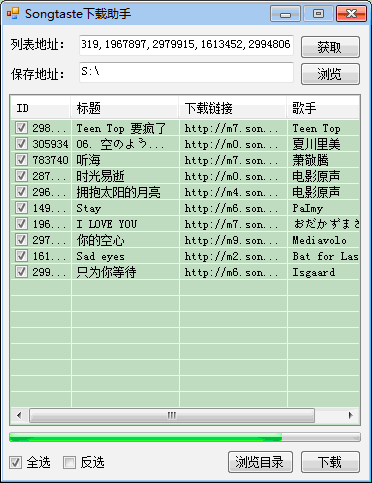 Songtaste下载助手
列表地址: 319,1967897,2979915,1613452,2994806 获取
保存地址: S:\ 浏览
ID 标题 下载链接 歌手
298... Teen Top 要疯了 http://m7.son... Teen Top
305934 06. 空のよう... http://m0.son... 夏川里美
783740 听海 http://m7.son... 萧敬腾
287... 时光易逝 http://m0.son... 电影原声
296... 拥抱太阳的月亮 http://m4.son... 电影原声
149... Stay http://m6.son... Palmy
196... I LOVE YOU http://m7.son... おだかずまさ
297... 你的空心 http://m9.son... Mediavolo
161... Sad eyes http://m2.son... Bat for Las
299... 只为你等待 http://m6.son... Isgaard
全选 反选 浏览目录 下载